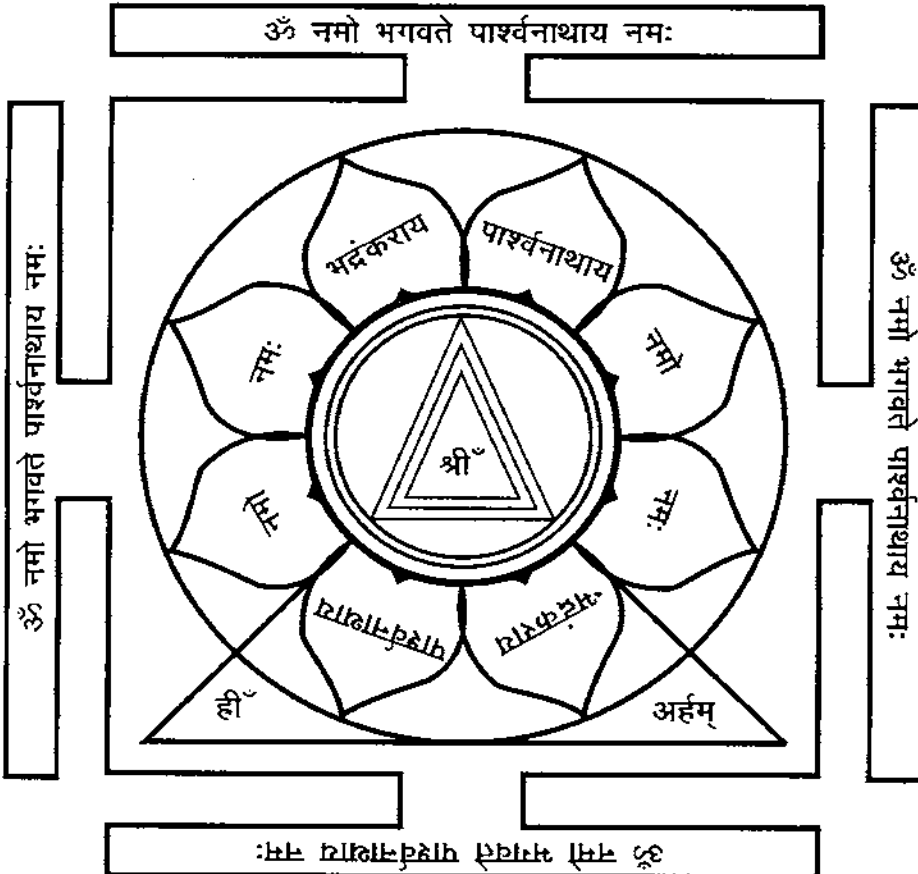 ॐ नमो भगवते पार्श्वनाथाय नमः
भद्रंकराय
पार्श्वनाथाय
ॐ नमो भगवते पार्श्वनाथाय नमः
ॐ नमो भगवते पार्श्वनाथाय नमः
नमः
नमो
श्रीँ
नमो
नमः
पार्श्वनाथाय
भद्रंकराय
ह्रीँ
अर्हम्
ॐ नमो भगवते पार्श्वनाथाय नमः